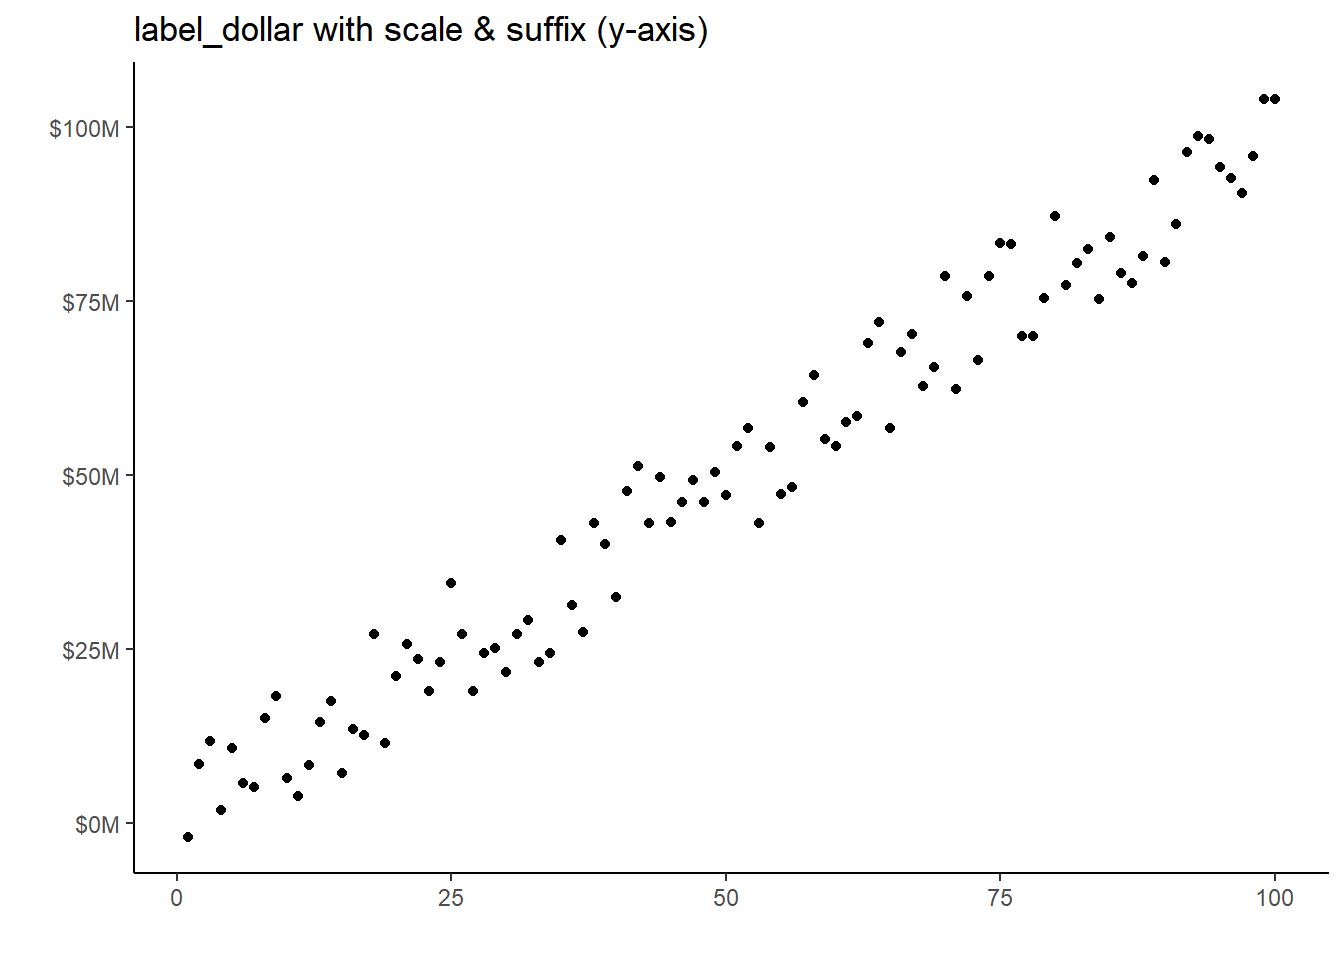 label_dollar with scale & suffix (y-axis)
$100M
$75M
$50M
$25M
$0M
0 25 50 75 100